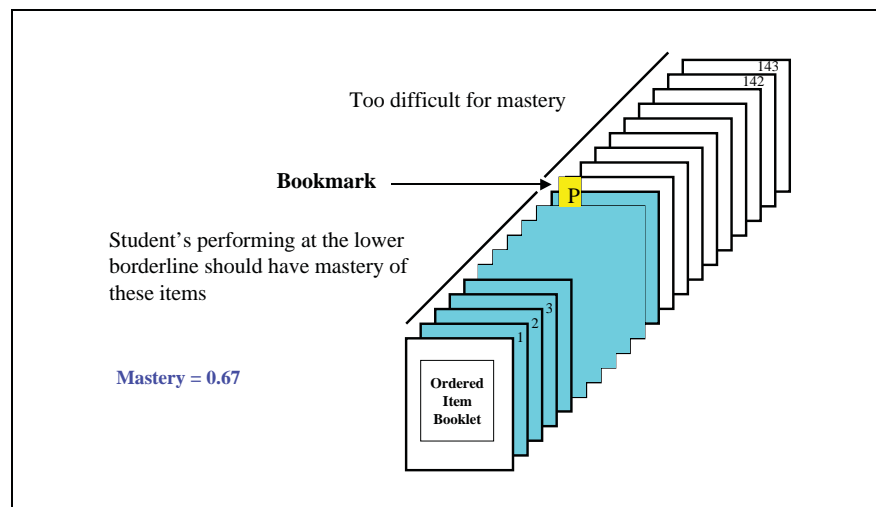 143
142
Too difficult for mastery
Bookmark
P
Student's performing at the lower
borderline should have mastery of
these items
3
2
1
Mastery = 0.67
Ordered
Item
Booklet